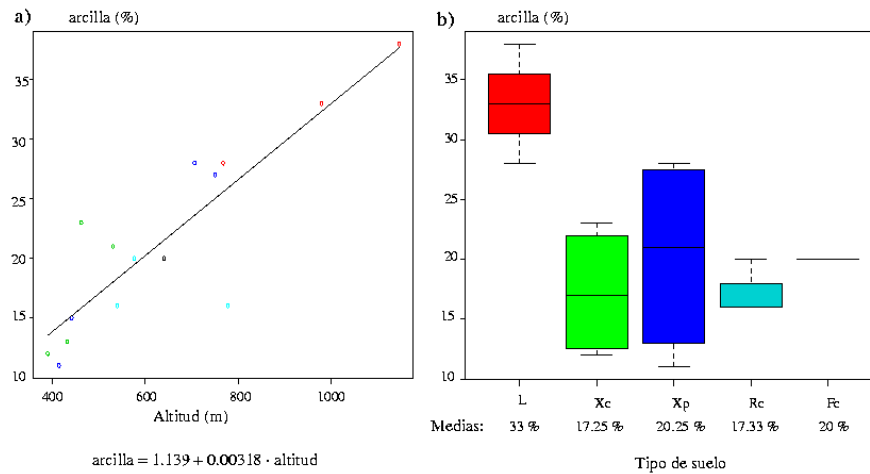 a) arcilla (%)
35
30
25
20
15
10
400 600 800 1000
Altitud (m)
arcilla = 1.139 + 0.00318 · altitud
b) arcilla (%)
35
30
25
20
15
10
L Xc Xp Rc Fc
Medias: 33 % 17.25 % 20.25 % 17.33 % 20 %
Tipo de suelo